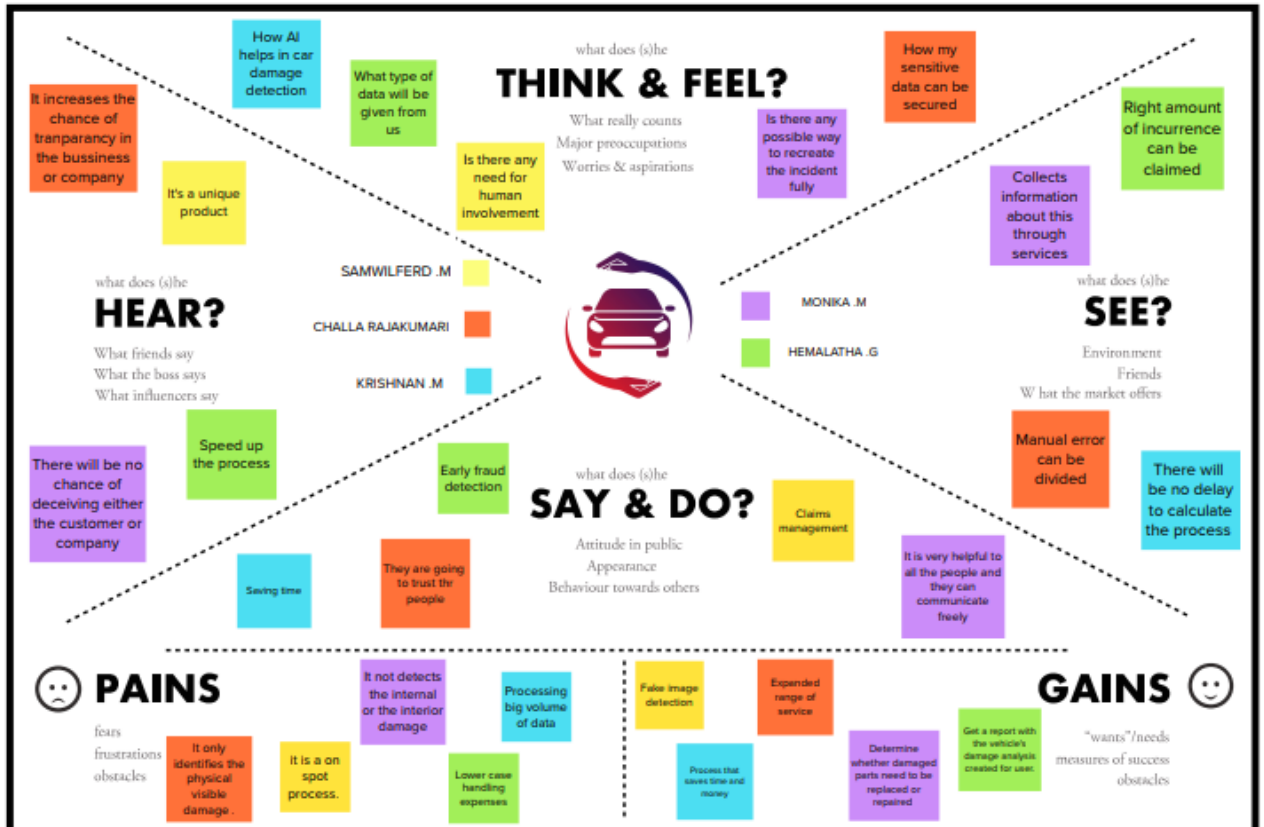 How AI
helps in car
damage
detection
What type of
data will be
given from
us
Is there any
need for
human
involvement
what does (s)he
THINK & FEEL?
What really counts
Major preoccupations
Worries & aspirations
Is there any
possible way
to recreate
the incident
fully
How my
sensitive
data can be
secured
It increases the
chance of
tranparancy in
the bussiness
or company
It's a unique
product
what does (s)he
HEAR?
What friends say
What the boss says
What influencers say
Speed up
the process
There will be no
chance of
deceiving either
the customer or
company
SAMWILFERD .M
CHALLA RAJAKUMARI
KRISHNAN .M
MONIKA .M
HEMALATHA .G
Right amount
of incurrence
can be
claimed
Collects
information
about this
through
services
what does (s)he
SEE?
Environment
Friends
W hat the market offers
Manual error
can be
divided
There will
be no delay
to calculate
the process
Early fraud
detection
what does (s)he
SAY & DO?
Attitude in public
Appearance
Behaviour towards others
Claims
management
Saving time
They are going
to trust thr
people
It is very helpful to
all the people and
they can
communicate
freely
PAINS
fears
frustrations
obstacles
It only
identifies the
physical
visible
damage .
it is a on
spot
process.
It not detects
the internal
or the interior
damage
Lower case
handling
expenses
Processing
big volume
of data
GAINS
"wants"/needs
measures of success
obstacles
Fake image
detection
Process that
saves time and
money
Expended
range of
service
Determine
whether damaged
parts need to be
replaced or
repaired
Get a report with
the vehicle's
damage analysis
created for user.